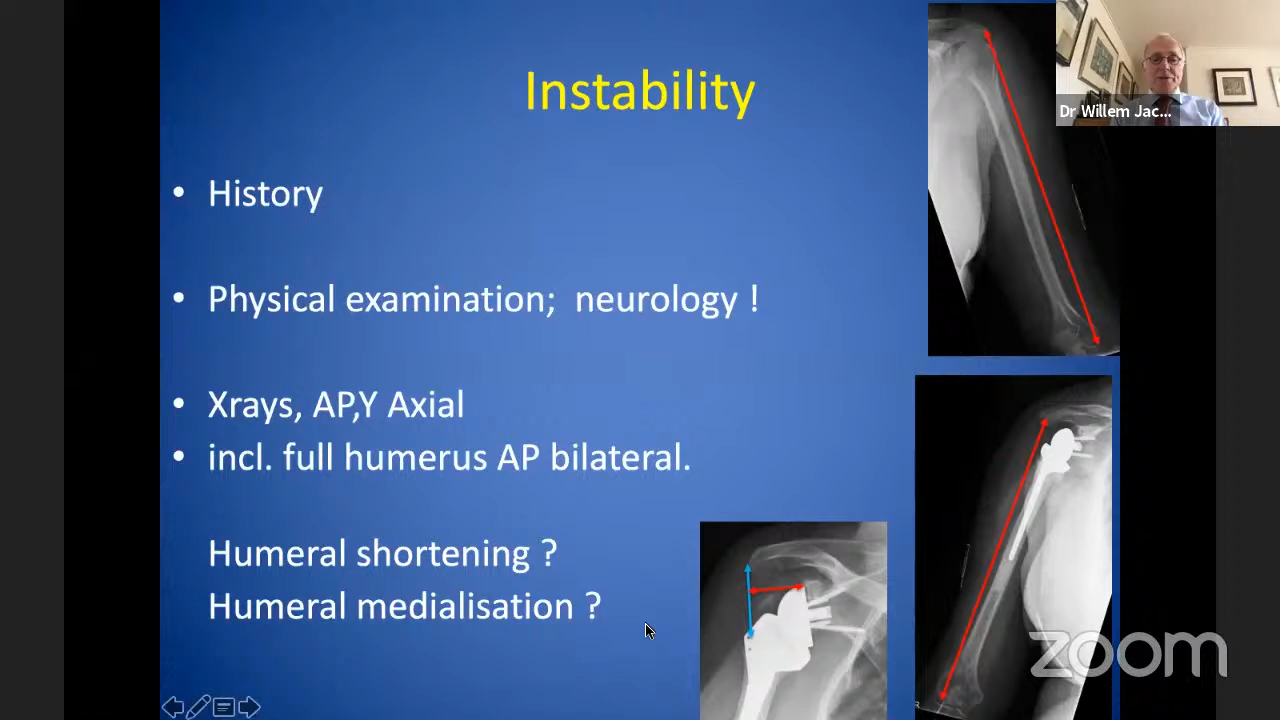 Instability
Dr Willem Jac...
• History
• Physical examination;  neurology !
• Xrays, AP,Y Axial
• incl. full humerus AP bilateral.
Humeral shortening ?
Humeral medialisation ?
R
zoom